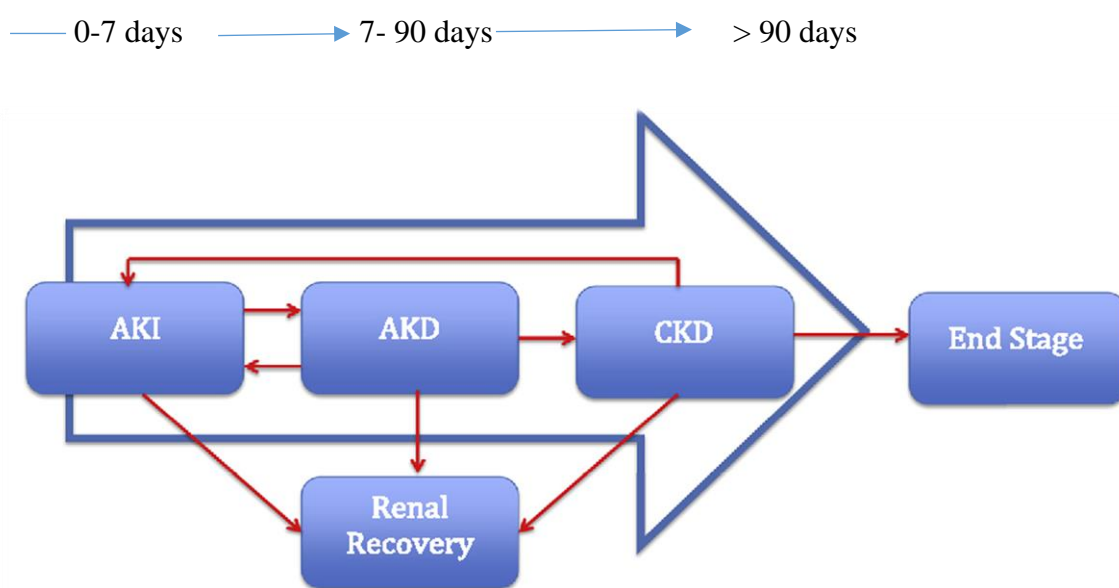 0-7 days 7- 90 days > 90 days
AKI AKD CKD End Stage
Renal
Recovery